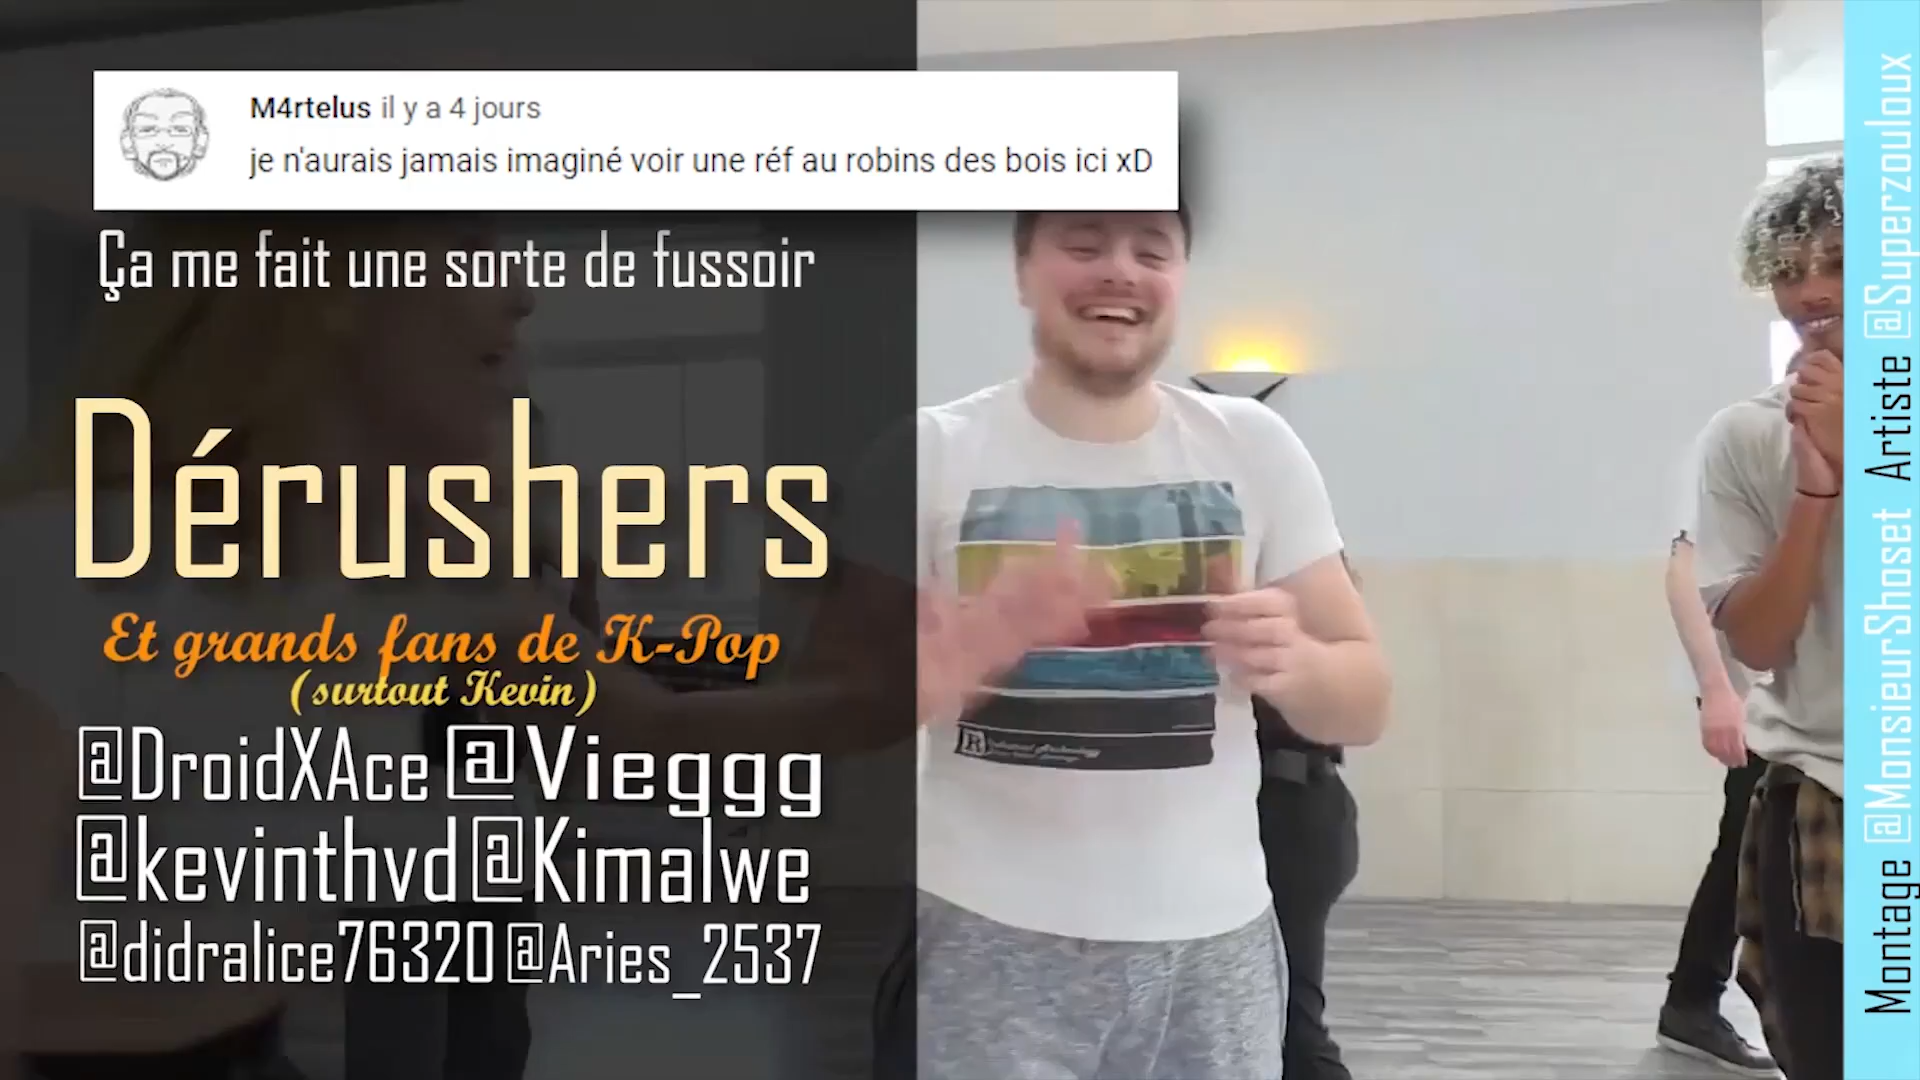 M4rtelus il y a 4 jours
je n'aurais jamais imaginé voir une réf au robins des bois ici xD
Ça me fait une sorte de fussoir
Dérushers
Et grands fans de K-Pop
(surtout Kevin)
@DroidXAce @Vieggg
@kevinthvd @Kimalwe
@didralice76320 @Aries_2537
Montage @MonsieurShoset Artiste @Superzouloux